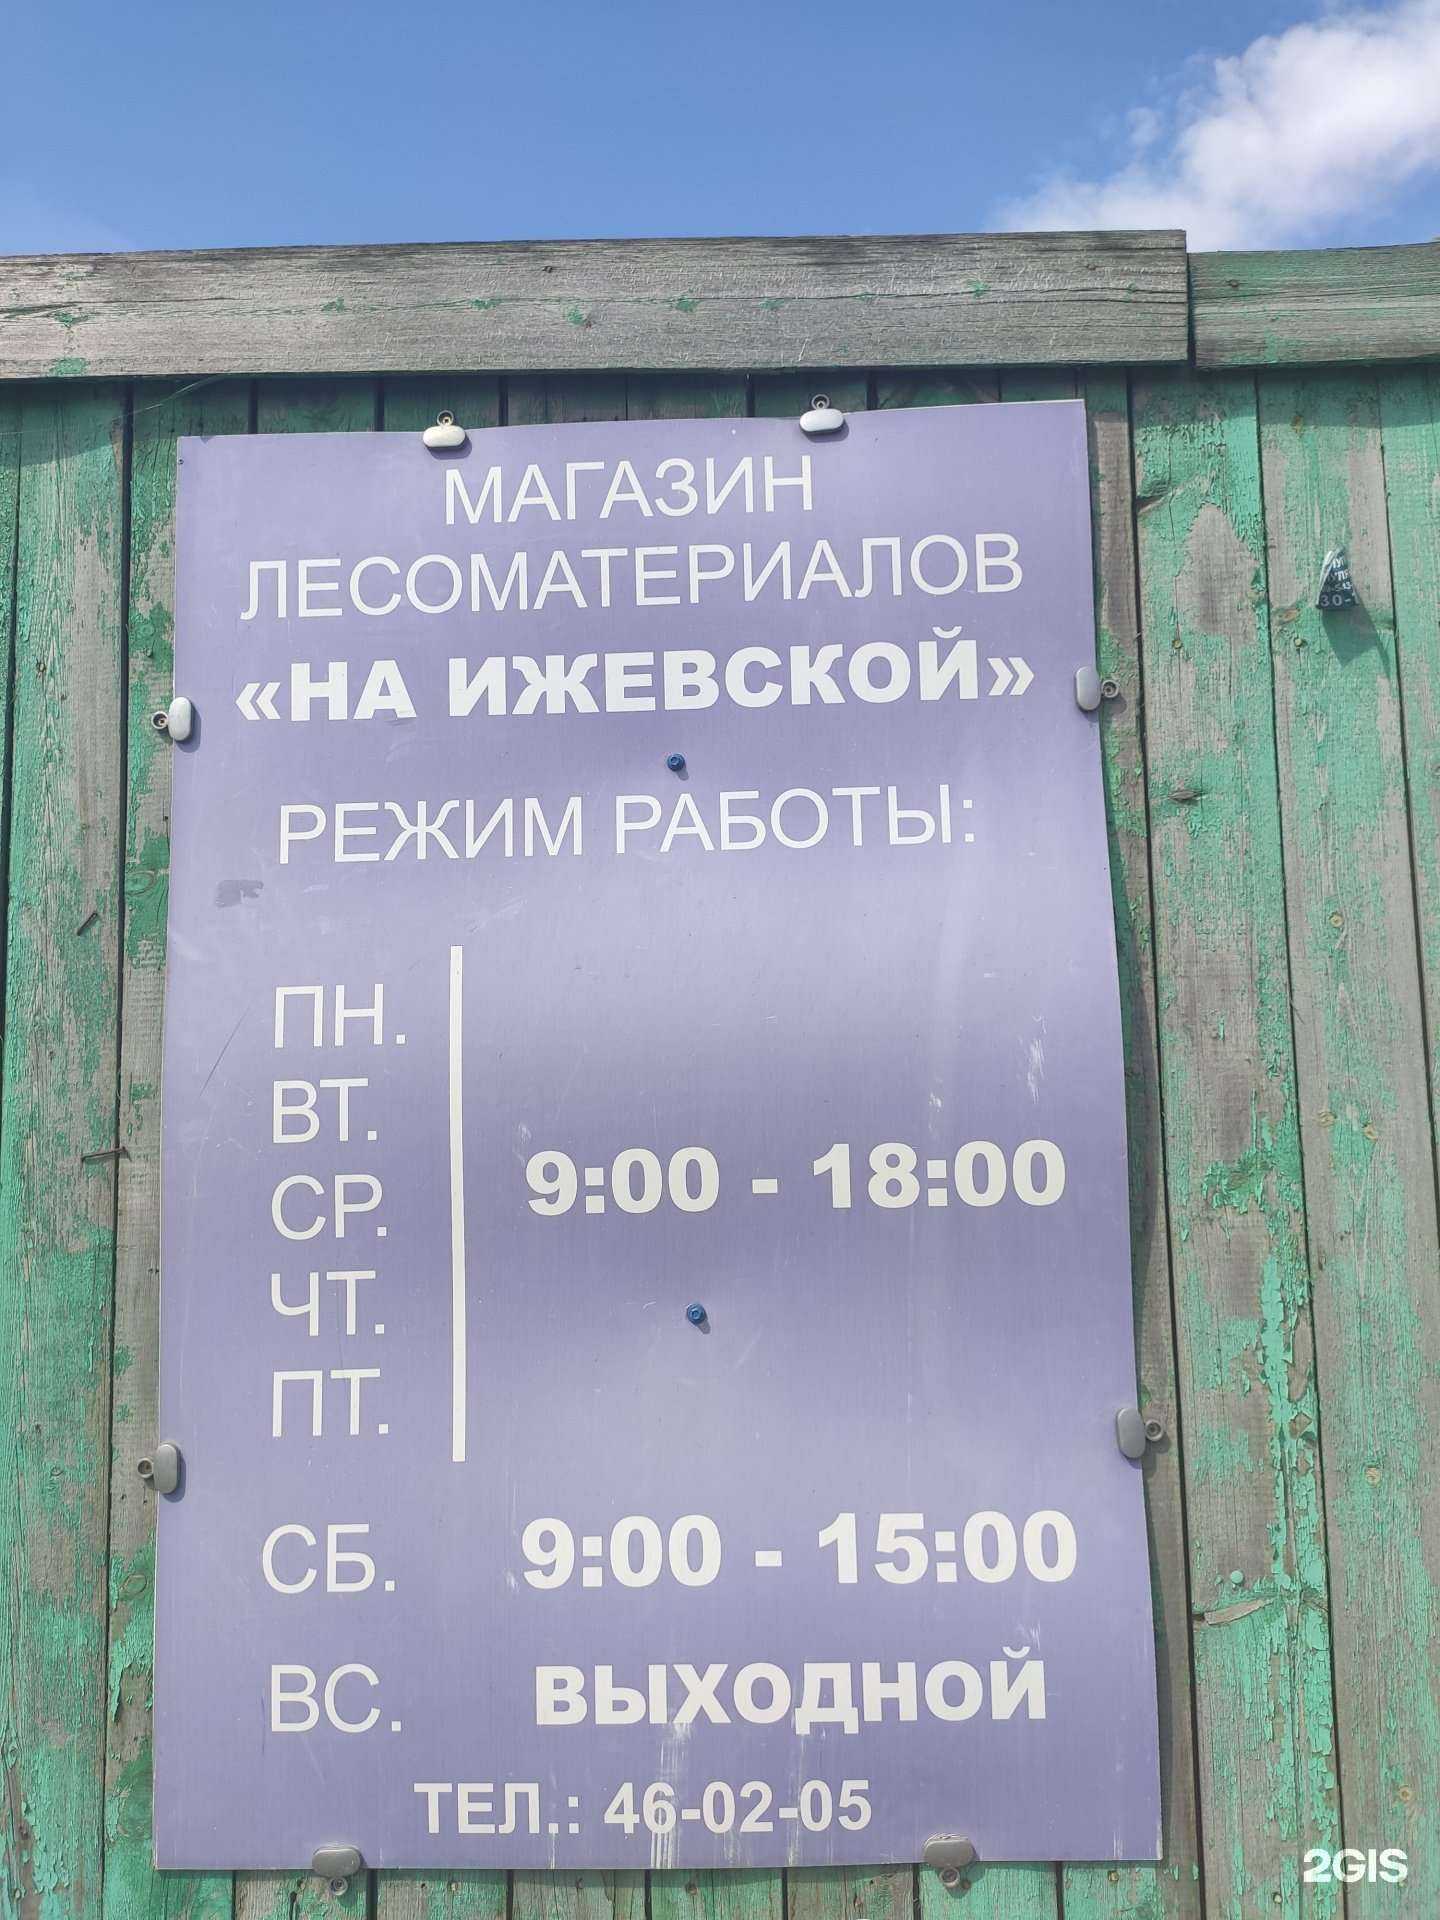 МАГАЗИН
ЛЕСОМАТЕРИАЛОВ
«НА ИЖЕВСКОЙ»
РЕЖИМ РАБОТЫ:
ПН.
ВТ.
СР.
ЧТ.
ПТ.
9:00 - 18:00
СБ. 9:00 - 15:00
ВС. ВЫХОДНОЙ
ТЕЛ.: 46-02-05
30-
2GIS